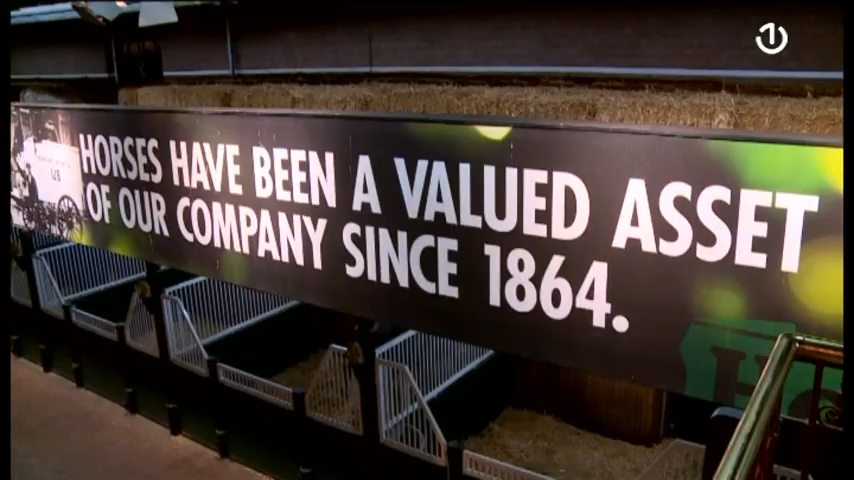 HORSES HAVE BEEN A VALUED ASSET
OF OUR COMPANY SINCE 1864.